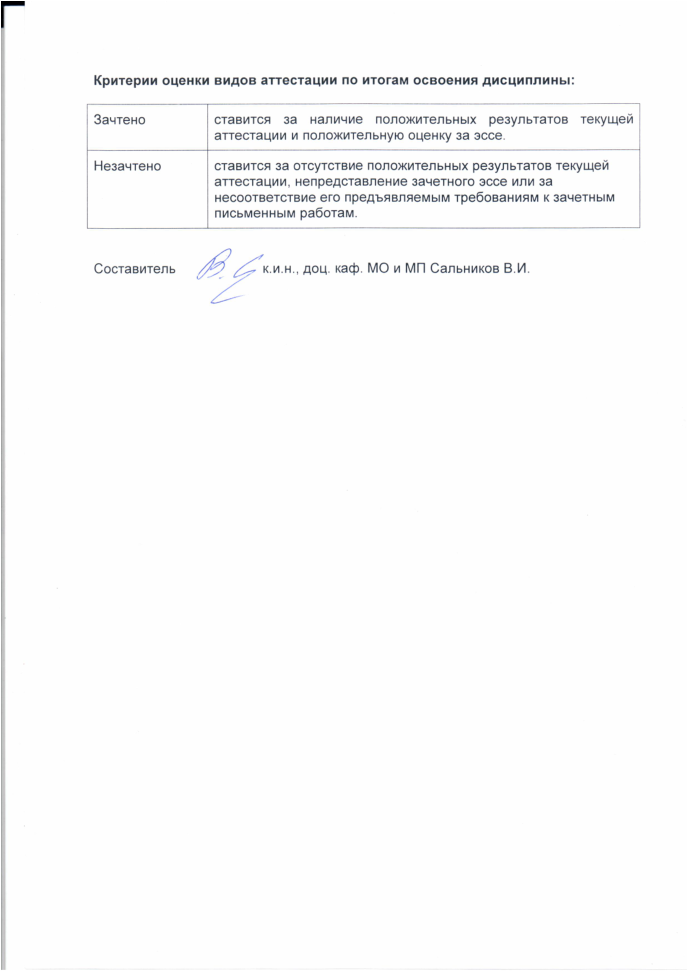 Критерии оценки видов аттестации по итогам освоения дисциплины:
Зачтено
ставится за наличие положительных результатов текущей
аттестации и положительную оценку за эссе.
Незачтено
ставится за отсутствие положительных результатов текущей
аттестации, непредставление зачетного эссе или за
несоответствие его предъявляемым требованиям к зачетным
письменным работам.
Составитель к.и.н., доц. каф. МО и МП Сальников В.И.